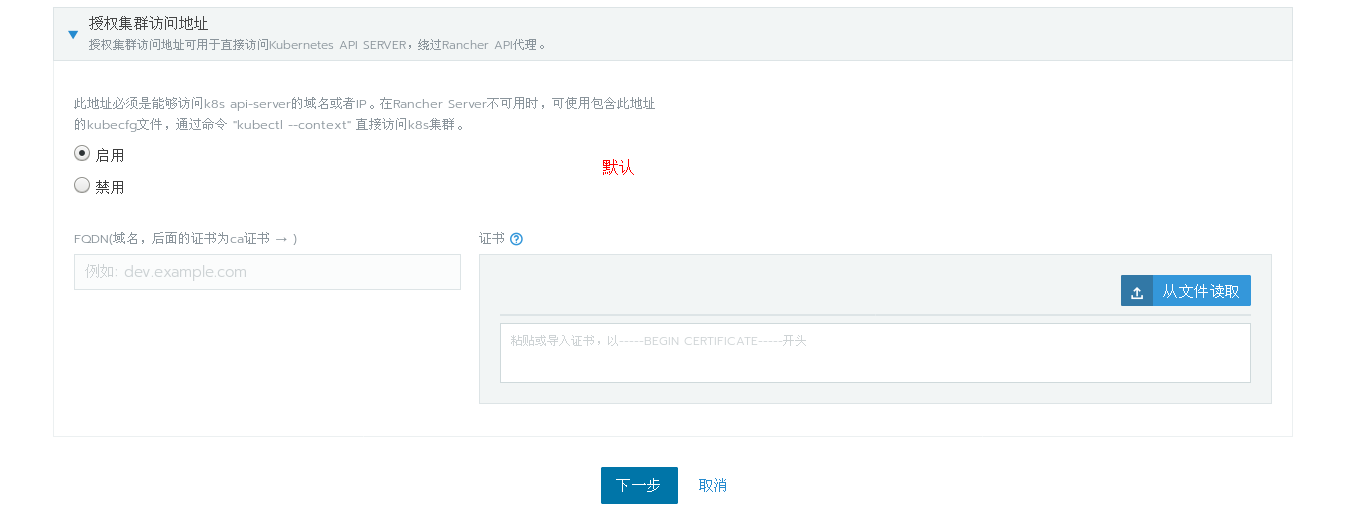 授权集群访问地址
授权集群访问地址可用于直接访问Kubernetes API SERVER，绕过Rancher API代理。
此地址必须是能够访问k8s api-server的域名或者IP。在Rancher Server不可用时，可使用包含此地址
的kubecfg文件，通过命令 "kubectl --context" 直接访问k8s集群。
启用
默认
禁用
FQDN(域名，后面的证书为ca证书 → )
证书
例如: dev.example.com
从文件读取
粘贴或导入证书，以-----BEGIN CERTIFICATE-----开头
下一步
取消